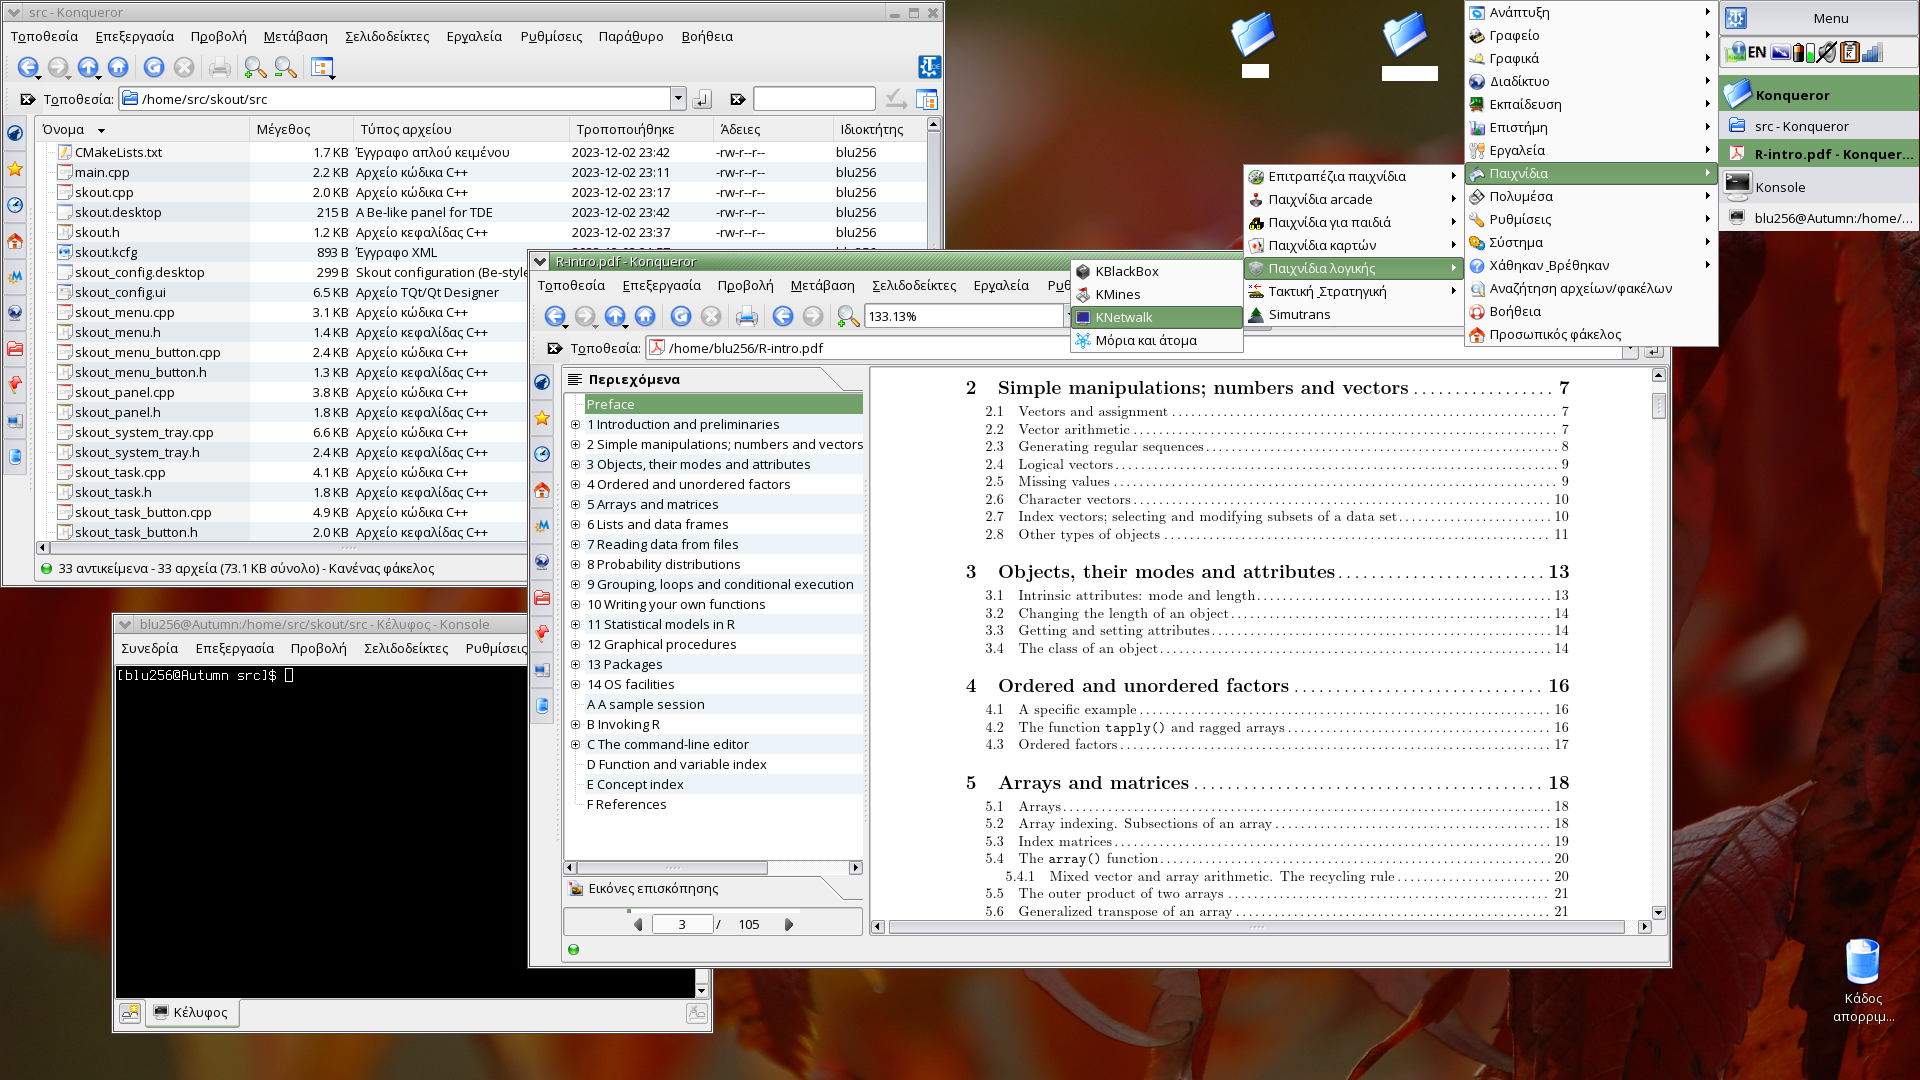 src - Konqueror
Τοποθεσία Επεξεργασία Προβολή Μετάβαση Σελιδοδείκτες Εργαλεία Ρυθμίσεις Παράθυρο Βοήθεια
Τοποθεσία: /home/src/skout/src
Όνομα Μέγεθος Τύπος αρχείου Τροποποιήθηκε Άδειες Ιδιοκτήτης
CMakeLists.txt 1.7 KB Έγγραφο απλού κειμένου 2023-12-02 23:42 -rw-r--r-- blu256
main.cpp 2.2 KB Αρχείο κώδικα C++ 2023-12-02 23:11 -rw-r--r-- blu256
skout.cpp 2.0 KB Αρχείο κώδικα C++ 2023-12-02 23:17 -rw-r--r-- blu256
skout.desktop 215 B A Be-like panel for TDE 2023-12-02 23:42 -rw-r--r-- blu256
skout.h 1.2 KB Αρχείο κεφαλίδας C++ 2023-12-02 23:37 -rw-r--r-- blu256
skout.kcfg 893 B Έγγραφο XML
skout_config.desktop 299 B Skout configuration (Be-style
skout_config.ui 6.5 KB Αρχείο TQt/Qt Designer
skout_menu.cpp 3.1 KB Αρχείο κώδικα C++
skout_menu.h 1.4 KB Αρχείο κεφαλίδας C++
skout_menu_button.cpp 2.4 KB Αρχείο κώδικα C++
skout_menu_button.h 1.3 KB Αρχείο κεφαλίδας C++
skout_panel.cpp 3.8 KB Αρχείο κώδικα C++
skout_panel.h 1.8 KB Αρχείο κεφαλίδας C++
skout_system_tray.cpp 6.6 KB Αρχείο κώδικα C++
skout_system_tray.h 2.4 KB Αρχείο κεφαλίδας C++
skout_task.cpp 4.1 KB Αρχείο κώδικα C++
skout_task.h 1.8 KB Αρχείο κεφαλίδας C++
skout_task_button.cpp 4.9 KB Αρχείο κώδικα C++
skout_task_button.h 2.0 KB Αρχείο κεφαλίδας C++
33 αντικείμενα - 33 αρχεία (73.1 KB σύνολο) - Κανένας φάκελος
blu256@Autumn:/home/src/skout/src - Κέλυφος - Konsole
Συνεδρία Επεξεργασία Προβολή Σελιδοδείκτες Ρυθμίσεις
[blu256@Autumn src]$
Κέλυφος
R-intro.pdf - Konqueror
Τοποθεσία Επεξεργασία Προβολή Μετάβαση Σελιδοδείκτες Εργαλεία Ρυθ
133.13%
Τοποθεσία: /home/blu256/R-intro.pdf
Περιεχόμενα
Preface
1 Introduction and preliminaries
2 Simple manipulations; numbers and vectors
3 Objects, their modes and attributes
4 Ordered and unordered factors
5 Arrays and matrices
6 Lists and data frames
7 Reading data from files
8 Probability distributions
9 Grouping, loops and conditional execution
10 Writing your own functions
11 Statistical models in R
12 Graphical procedures
13 Packages
14 OS facilities
A A sample session
B Invoking R
C The command-line editor
D Function and variable index
E Concept index
F References
Εικόνες επισκόπησης
3 / 105
2 Simple manipulations; numbers and vectors 7
2.1 Vectors and assignment 7
2.2 Vector arithmetic 7
2.3 Generating regular sequences 8
2.4 Logical vectors 9
2.5 Missing values 9
2.6 Character vectors 10
2.7 Index vectors; selecting and modifying subsets of a data set 10
2.8 Other types of objects 11
3 Objects, their modes and attributes 13
3.1 Intrinsic attributes: mode and length 13
3.2 Changing the length of an object 14
3.3 Getting and setting attributes 14
3.4 The class of an object 14
4 Ordered and unordered factors 16
4.1 A specific example 16
4.2 The function tapply() and ragged arrays 16
4.3 Ordered factors 17
5 Arrays and matrices 18
5.1 Arrays 18
5.2 Array indexing. Subsections of an array 18
5.3 Index matrices 19
5.4 The array() function 20
5.4.1 Mixed vector and array arithmetic. The recycling rule 20
5.5 The outer product of two arrays 21
5.6 Generalized transpose of an array 21
KBlackBox
KMines
KNetwalk
Μόρια και άτομα
Επιτραπέζια παιχνίδια
Παιχνίδια arcade
Παιχνίδια για παιδιά
Παιχνίδια καρτών
Παιχνίδια λογικής
Τακτική _Στρατηγική
Simutrans
Ανάπτυξη
Γραφείο
Γραφικά
Διαδίκτυο
Εκπαίδευση
Επιστήμη
Εργαλεία
Παιχνίδια
Πολυμέσα
Ρυθμίσεις
Σύστημα
Χάθηκαν _Βρέθηκαν
Αναζήτηση αρχείων/φακέλων
Βοήθεια
Προσωπικός φάκελος
Menu
EN
Konqueror
src - Konqueror
R-intro.pdf - Konquer...
Konsole
blu256@Autumn:/home/...
Κάδος
απορριμ...